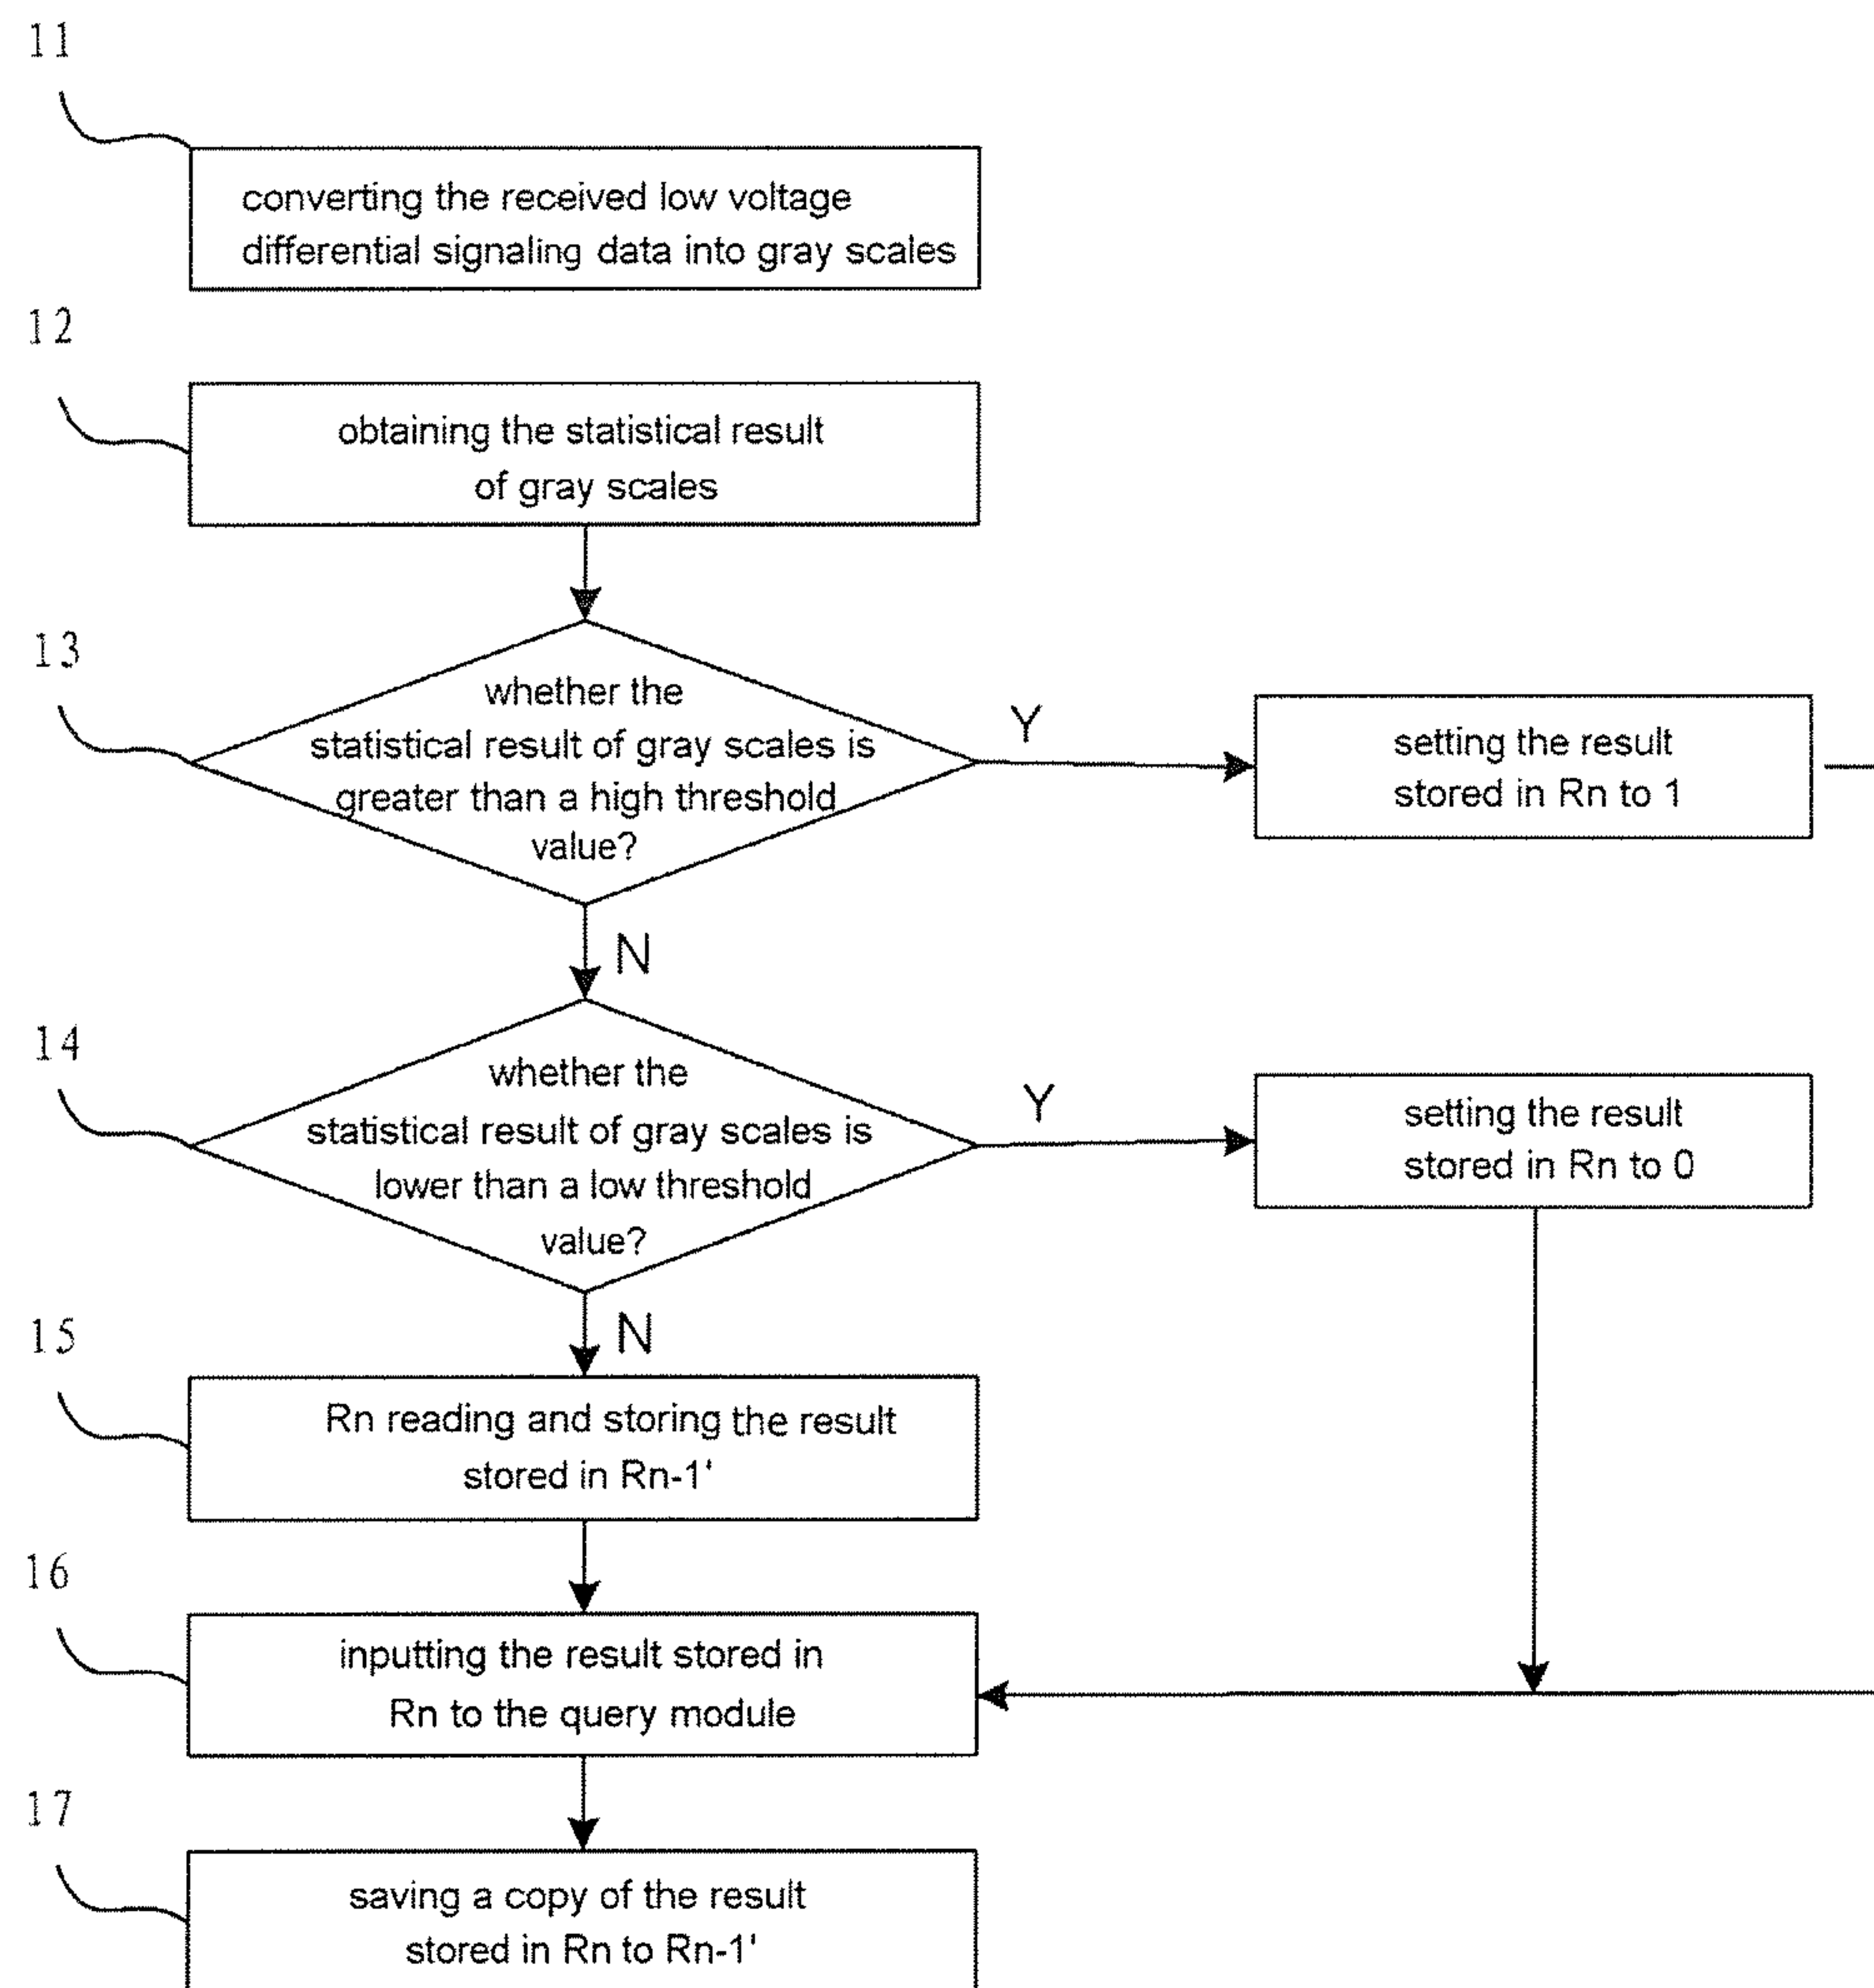 11
converting the received low voltage
differential signaling data into gray scales
12
obtaining the statistical result
of gray scales
13
whether the
statistical result of gray scales is
greater than a high threshold
value?
Y
setting the result
stored in Rn to 1
N
14
whether the
statistical result of gray scales is
lower than a low threshold
value?
Y
setting the result
stored in Rn to 0
N
15
Rn reading and storing the result
stored in Rn-1'
16
inputting the result stored in
Rn to the query module
17
saving a copy of the result
stored in Rn to Rn-1'